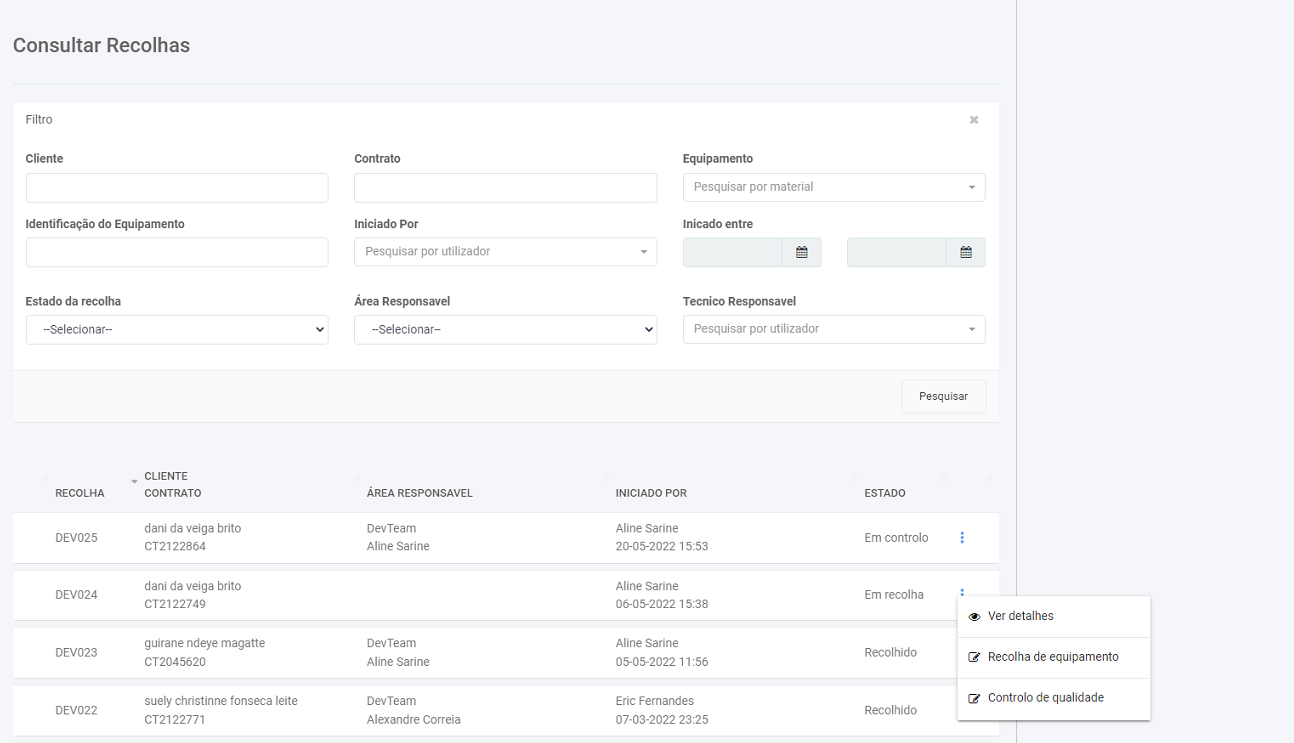 Consultar Recolhas
Filtro
Cliente
Contrato
Equipamento
Pesquisar por material
Identificação do Equipamento
Iniciado Por
Inicado entre
Pesquisar por utilizador
Estado da recolha
Área Responsavel
Tecnico Responsavel
--Selecionar--
--Selecionar--
Pesquisar por utilizador
Pesquisar
RECOLHA
CLIENTE
CONTRATO
ÁREA RESPONSAVEL
INICIADO POR
ESTADO
DEV025
dani da veiga brito
CT2122864
DevTeam
Aline Sarine
Aline Sarine
20-05-2022 15:53
Em controlo
DEV024
dani da veiga brito
CT2122749
Aline Sarine
06-05-2022 15:38
Em recolha
Ver detalhes
Recolha de equipamento
Controlo de qualidade
DEV023
guirane ndeye magatte
CT2045620
DevTeam
Aline Sarine
Aline Sarine
05-05-2022 11:56
Recolhido
DEV022
suely christinne fonseca leite
CT2122771
DevTeam
Alexandre Correia
Eric Fernandes
07-03-2022 23:25
Recolhido